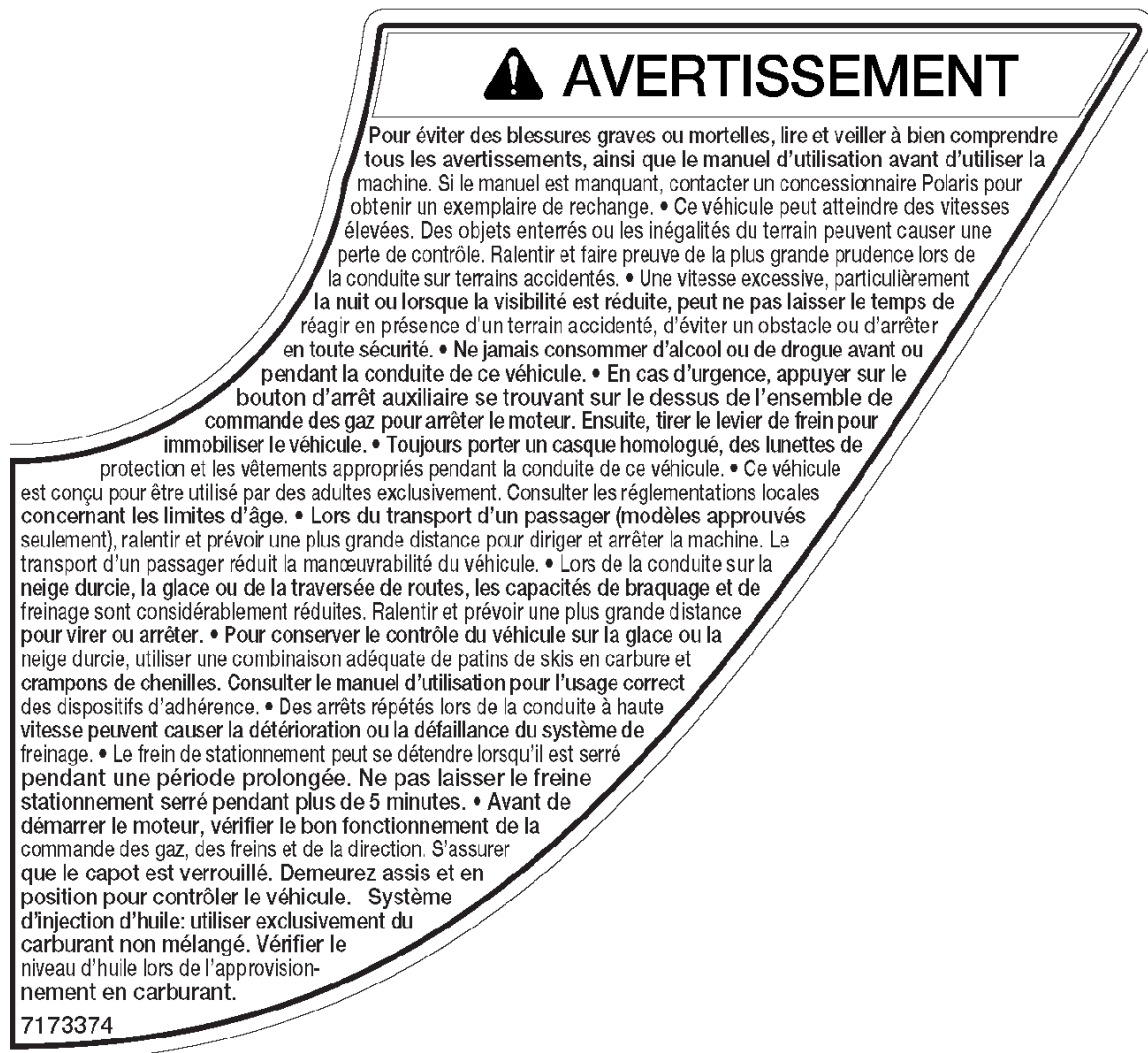 AVERTISSEMENT
Pour éviter des blessures graves ou mortelles, lire et veiller à bien comprendre
tous les avertissements, ainsi que le manuel d'utilisation avant d'utiliser la
machine. Si le manuel est manquant, contacter un concessionnaire Polaris pour
obtenir un exemplaire de rechange. • Ce véhicule peut atteindre des vitesses
élevées. Des objets enterrés ou les inégalités du terrain peuvent causer une
perte de contrôle. Ralentir et faire preuve de la plus grande prudence lors de
la conduite sur terrains accidentés. • Une vitesse excessive, particulièrement
la nuit ou lorsque la visibilité est réduite, peut ne pas laisser le temps de
réagir en présence d'un terrain accidenté, d'éviter un obstacle ou d'arrêter
en toute sécurité. • Ne jamais consommer d'alcool ou de drogue avant ou
pendant la conduite de ce véhicule. • En cas d'urgence, appuyer sur le
bouton d'arrêt auxiliaire se trouvant sur le dessus de l'ensemble de
commande des gaz pour arrêter le moteur. Ensuite, tirer le levier de frein pour
immobiliser le véhicule. • Toujours porter un casque homologué, des lunettes de
protection et les vêtements appropriés pendant la conduite de ce véhicule. • Ce véhicule
est conçu pour être utilisé par des adultes exclusivement. Consulter les réglementations locales
concernant les limites d'âge. • Lors du transport d'un passager (modèles approuvés
seulement), ralentir et prévoir une plus grande distance pour diriger et arrêter la machine. Le
transport d'un passager réduit la manœuvrabilité du véhicule. • Lors de la conduite sur la
neige durcie, la glace ou de la traversée de routes, les capacités de braquage et de
freinage sont considérablement réduites. Ralentir et prévoir une plus grande distance
pour virer ou arrêter. • Pour conserver le contrôle du véhicule sur la glace ou la
neige durcie, utiliser une combinaison adéquate de patins de skis en carbure et
crampons de chenilles. Consulter le manuel d'utilisation pour l'usage correct
des dispositifs d'adhérence. • Des arrêts répétés lors de la conduite à haute
vitesse peuvent causer la détérioration ou la défaillance du système de
freinage. • Le frein de stationnement peut se détendre lorsqu'il est serré
pendant une période prolongée. Ne pas laisser le freine
stationnement serré pendant plus de 5 minutes. • Avant de
démarrer le moteur, vérifier le bon fonctionnement de la
commande des gaz, des freins et de la direction. S'assurer
que le capot est verrouillé. Demeurez assis et en
position pour contrôler le véhicule. Système
d'injection d'huile: utiliser exclusivement du
carburant non mélangé. Vérifier le
niveau d'huile lors de l'approvision-
nement en carburant.
7173374